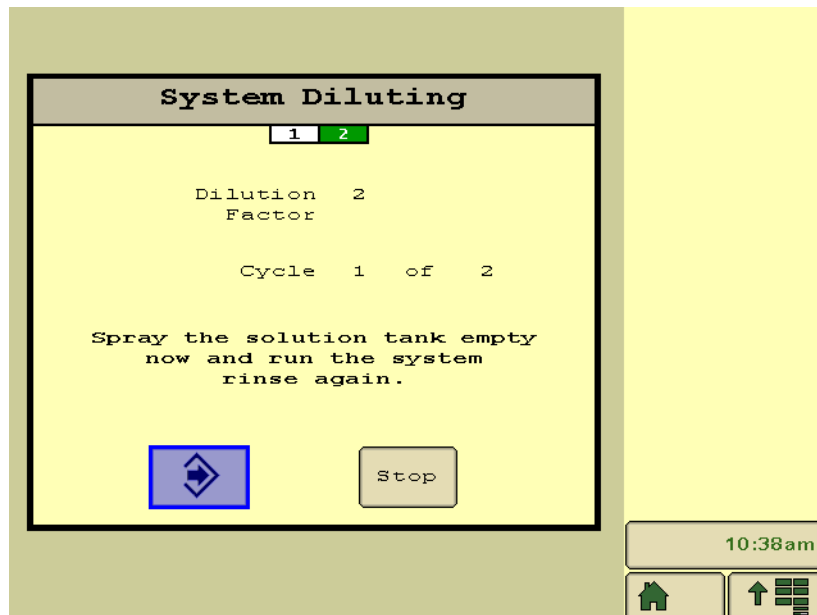 System Diluting
1 2
Dilution 2
Factor
Cycle 1 of 2
Spray the solution tank empty
now and run the system
rinse again.
Stop
10:38am